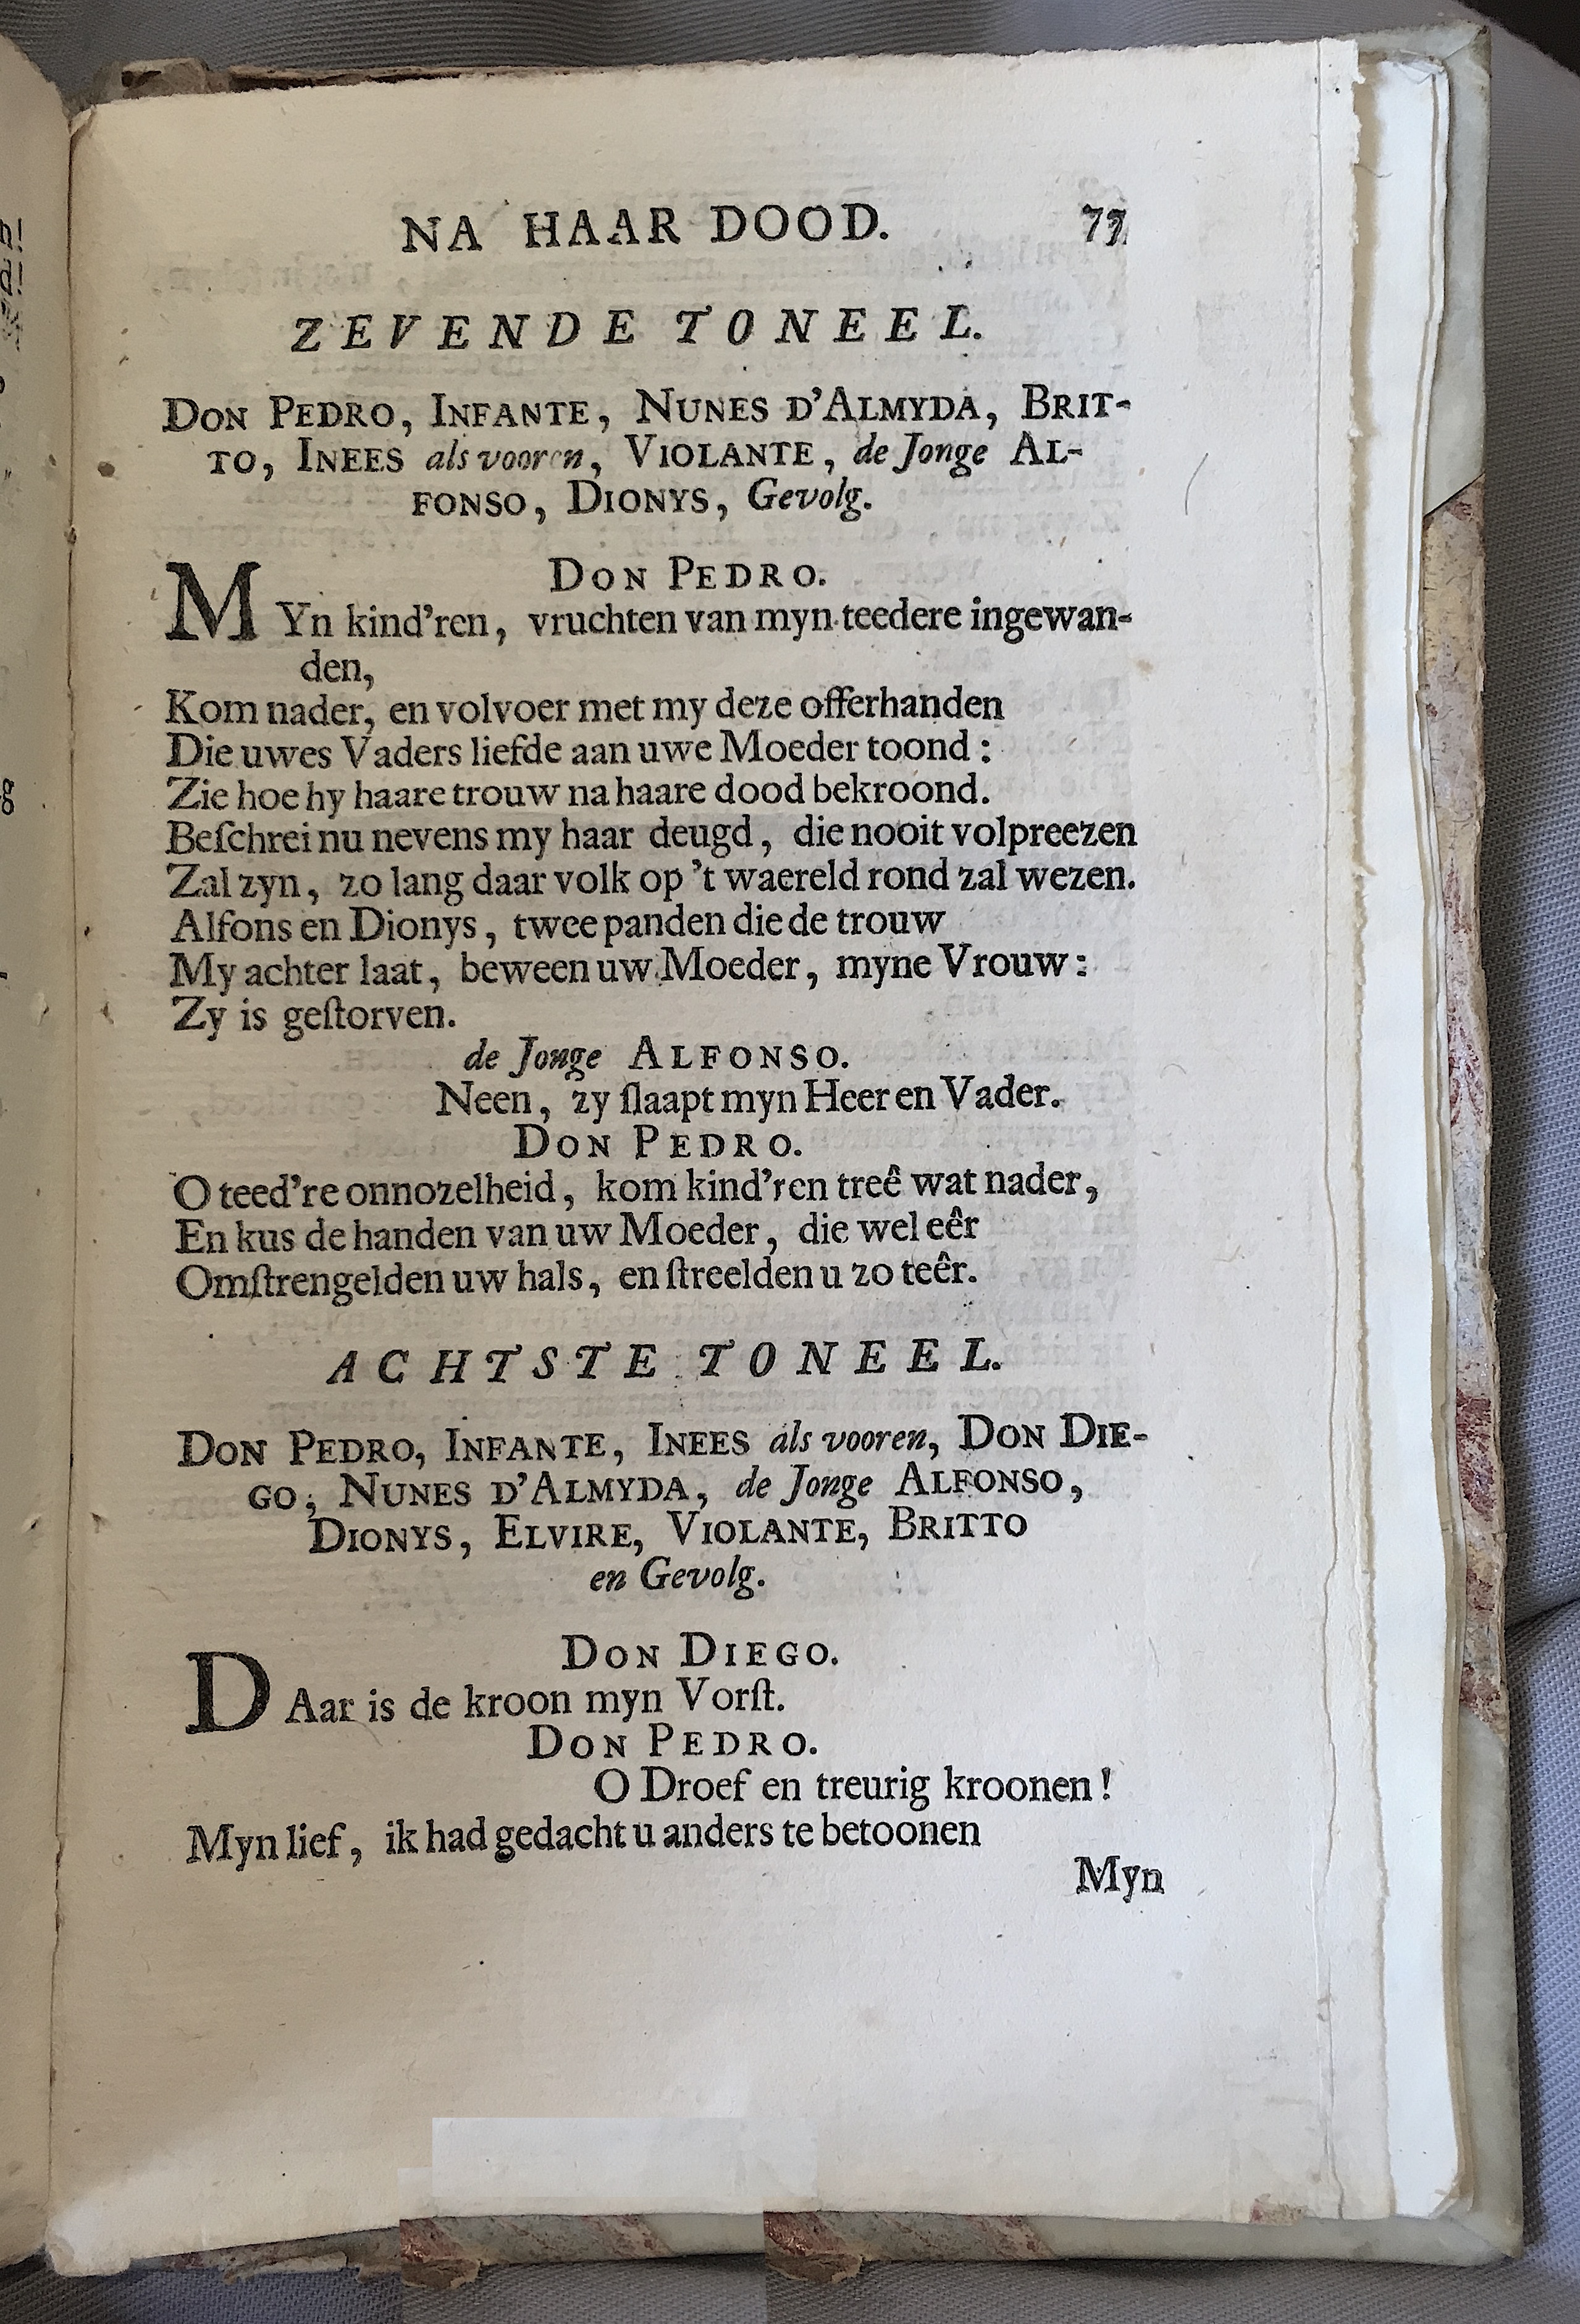 NA HAAR DOOD. 77
ZEVENDE TONEEL.
DON PEDRO, INFANTE, NUNES D'ALMYDA, BRIT-
TO, INEES als vooren, VIOLANTE, de Jonge AL-
FONSO, DIONYS, Gevolg.
DON PEDRO.
MYn kind'ren, vruchten van myn teedere ingewan-
den,
Kom nader, en volvoer met my deze offerhanden
Die uwes Vaders liefde aan uwe Moeder toond:
Zie hoe hy haare trouw na haare dood bekroond.
Beſchrei nu nevens my haar deugd, die nooit volpreezen
Zal zyn, zo lang daar volk op 't waereld rond zal wezen.
Alfons en Dionys, twee panden die de trouw
My achter laat, beween uw Moeder, myne Vrouw:
Zy is geſtorven.
de Jonge ALFONSO.
Neen, zy ſlaapt myn Heer en Vader.
DON PEDRO.
O teed're onnozelheid, kom kind'ren treê wat nader,
En kus de handen van uw Moeder, die wel eêr
Omſtrengelden uw hals, en ſtreelden u zo teêr.
ACHTSTE TONEEL.
DON PEDRO, INFANTE, INEES als vooren, DON DIE-
GO, NUNES D'ALMYDA, de Jonge ALFONSO,
DIONYS, ELVIRE, VIOLANTE, BRITTO
en Gevolg.
DON DIEGO.
DAar is de kroon myn Vorſt.
DON PEDRO.
O Droef en treurig kroonen!
Myn lief, ik had gedacht u anders te betoonen
Myn